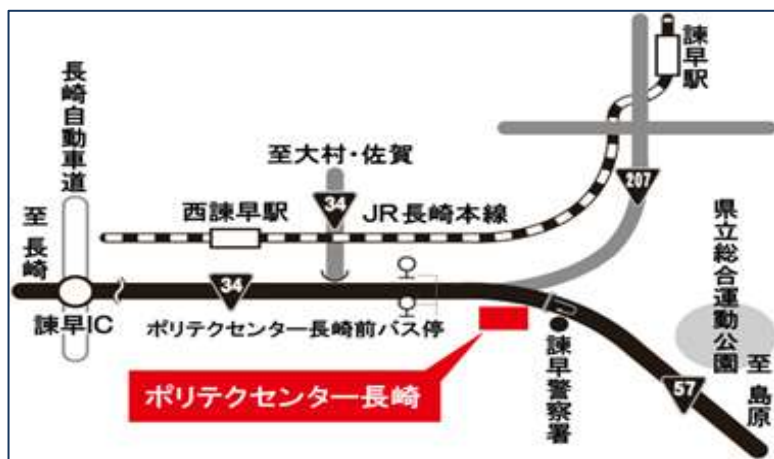 諫早駅
長崎自動車道
至大村・佐賀
34
207
西諫早駅
JR長崎本線
至長崎
県立総合運動公園
34
諫早IC
ポリテクセンター長崎前バス停
ポリテクセンター長崎
諫早警察署
57
至島原